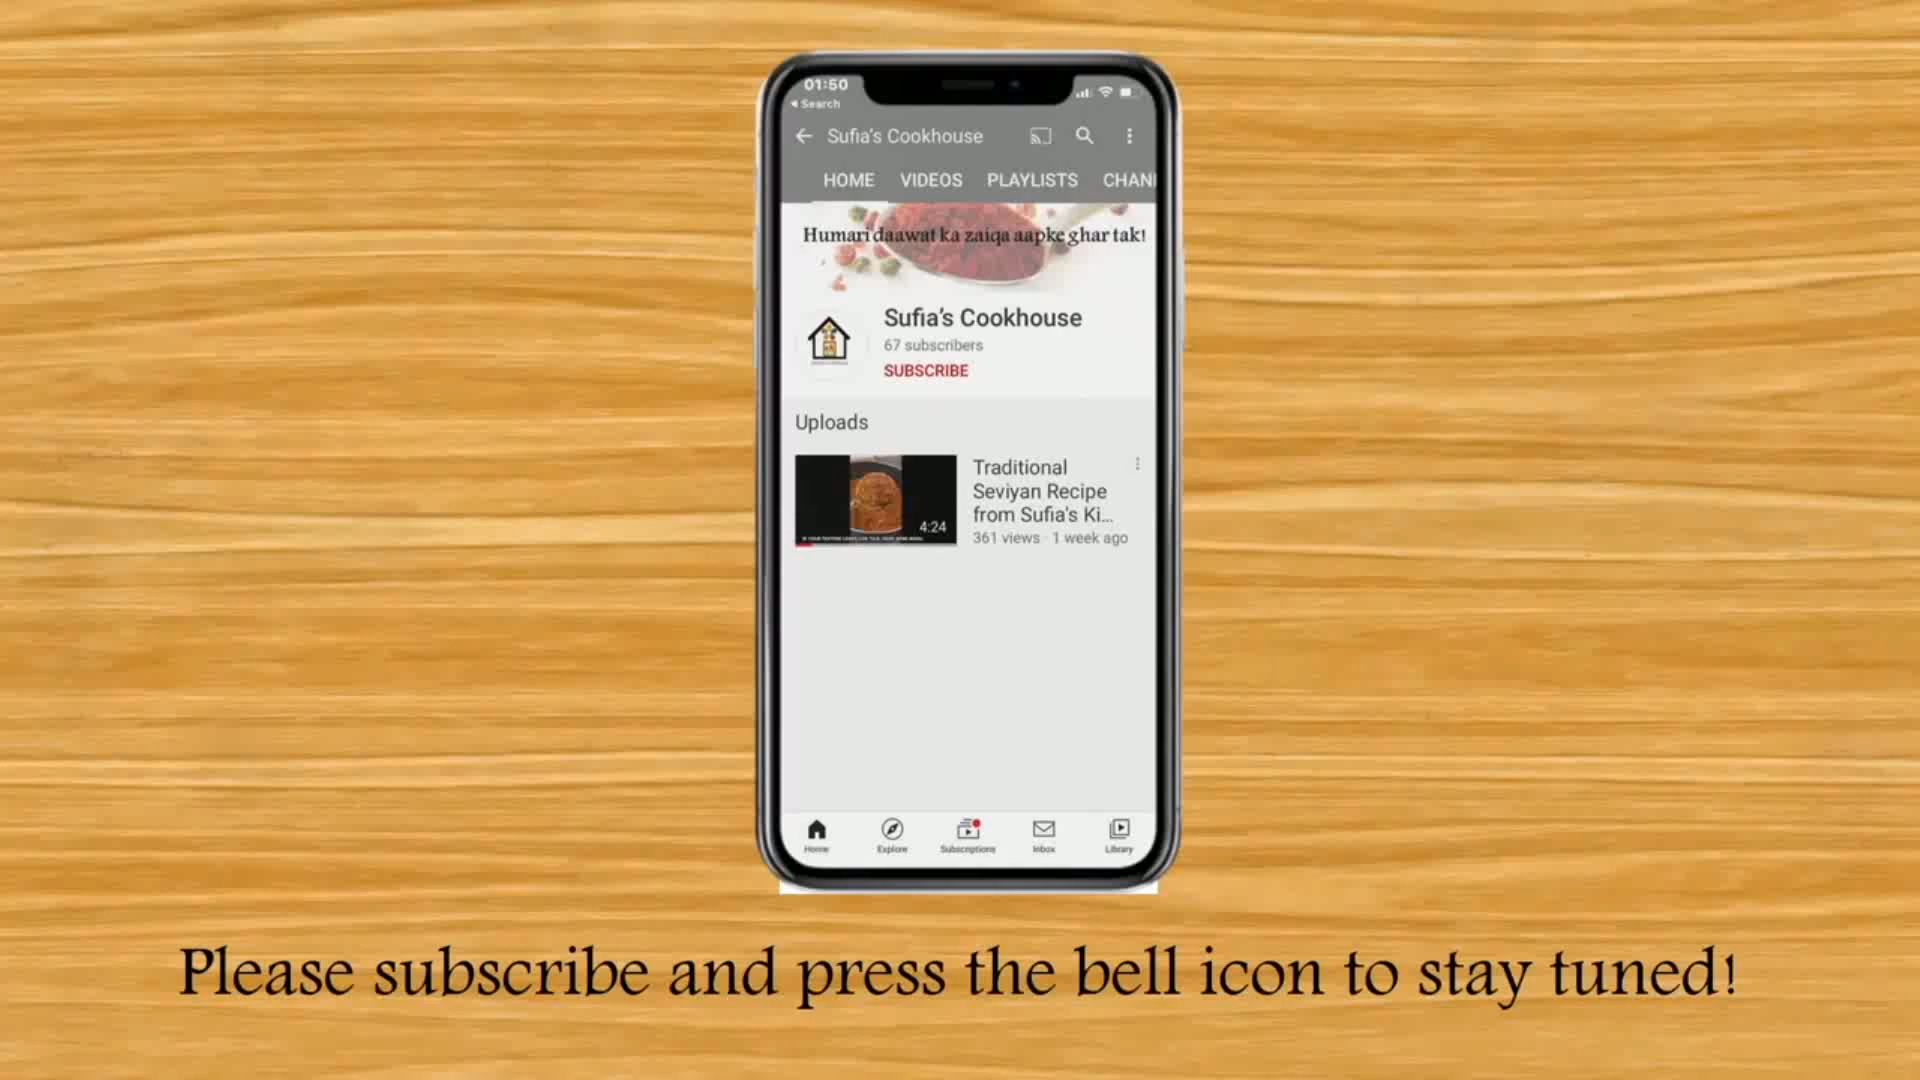 01:50
Search
Sufia's Cookhouse
HOME VIDEOS PLAYLISTS CHAN
Humari daawat ka zaiqa aapke ghar tak!
Sufia's Cookhouse
67 subscribers
SUBSCRIBE
Uploads
Traditional
Seviyan Recipe
from Sufia's Ki...
4:24
361 views · 1 week ago
Home Explore Subscriptions Inbox Library
Please subscribe and press the bell icon to stay tuned!